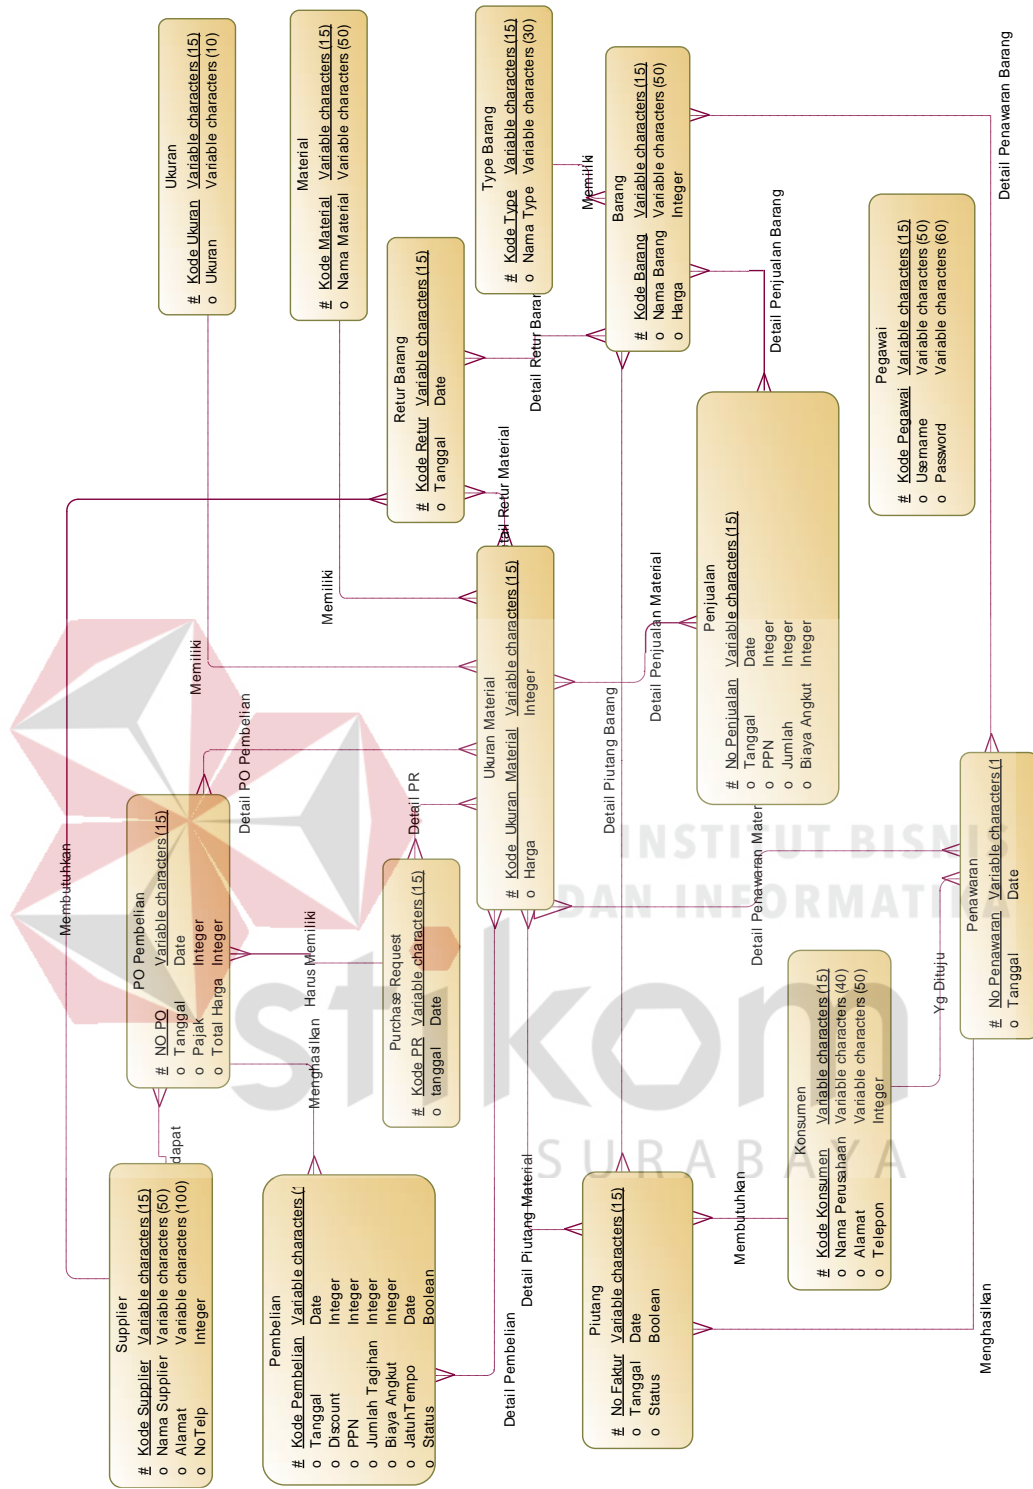 Ukuran
# Kode Ukuran Variable characters (15)
o Ukuran Variable characters (10)
Material
# Kode Material Variable characters (15)
o Nama Material Variable characters (50)
Type Barang
# Kode Type Variable characters (15)
o Nama Type Variable characters (30)
Retur Barang
# Kode Retur Variable characters (15)
o Tanggal Date
Barang
# Kode Barang Variable characters (15)
o Nama Barang Variable characters (50)
o Harga Integer
Pegawai
# Kode Pegawai Variable characters (15)
o Username Variable characters (50)
o Password Variable characters (60)
Penjualan
# No Penjualan Variable characters (15)
o Tanggal Date
o PPN Integer
o Jumlah Integer
o Biaya Angkut Integer
Ukuran Material
# Kode Ukuran Material Variable characters (15)
o Harga Integer
PO Pembelian
# NO PO Variable characters (15)
o Tanggal Date
o Pajak Integer
o Total Harga Integer
Purchase Request
# Kode PR Variable characters (15)
o tanggal Date
Penawaran
# No Penawaran Variable characters (1
o Tanggal Date
Konsumen
# Kode Konsumen Variable characters (15)
o Nama Perusahaan Variable characters (40)
o Alamat Variable characters (50)
o Telepon Integer
Supplier
# Kode Supplier Variable characters (15)
o Nama Supplier Variable characters (50)
o Alamat Variable characters (100)
o NoTelp Integer
Pembelian
# Kode Pembelian Variable characters (
o Tanggal Date
o Discount Integer
o PPN Integer
o Jumlah Tagihan Integer
o Biaya Angkut Integer
o JatuhTempo Date
o Status Boolean
Piutang
# No Faktur Variable characters (15)
o Tanggal Date
o Status Boolean
Memiliki
Memiliki
Memiliki
Detail Retur Baran
tail Retur Material
Detail Penjualan Barang
Detail Penawaran Barang
Detail Penjualan Material
Detail Piutang Barang
Detail PO Pembelian
Detail PR
Membutuhkan
Harus Memiliki
Menghasilkan
dapat
Detail Penawaran Mater
Yg Dituju
Detail Piutang Material
Detail Pembelian
Membutuhkan
Menghasilkan
INSTITUT BISNIS
DAN INFORMATIKA
stikom
SURABAYA